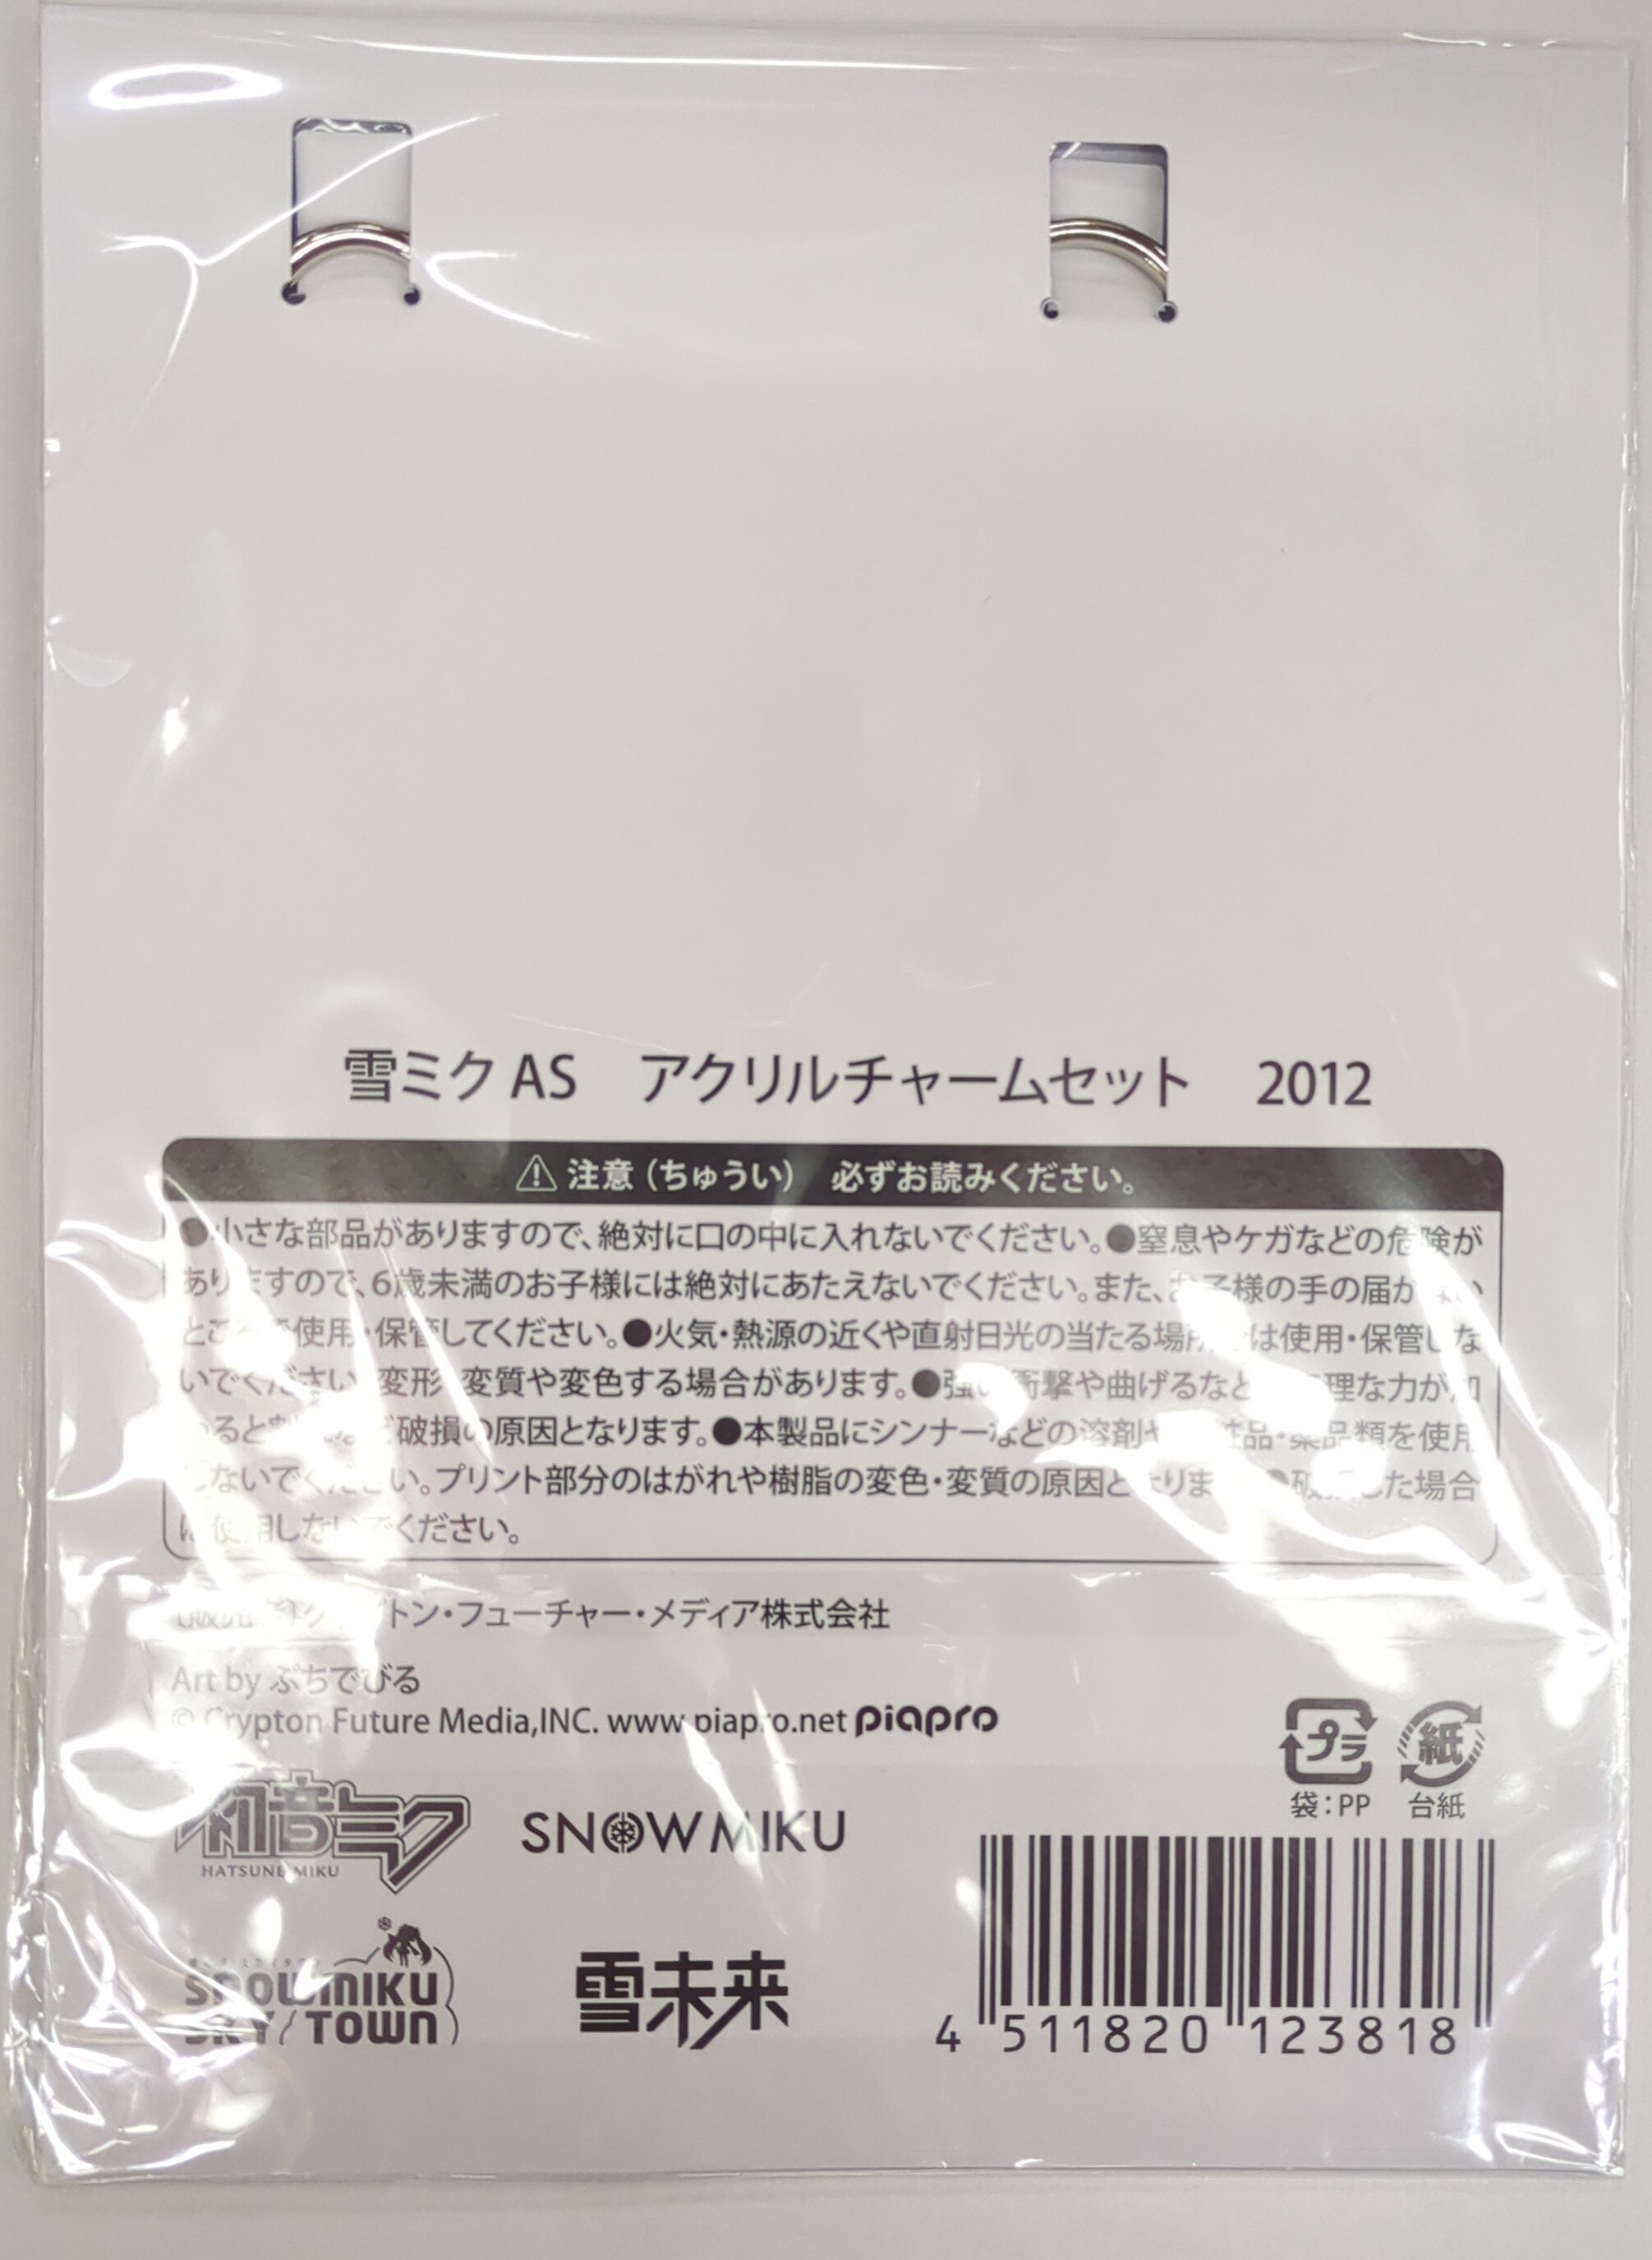 雪ミク AS アクリルチャームセット 2012
注意(ちゅうい) 必ずお読みください。
●小さな部品がありますので、絶対に口の中に入れないでください。●窒息やケガなどの危険が
ありますので、6歳未満のお子様には絶対にあたえないでください。また、お子様の手の届かない
ところで使用・保管してください。●火気・熱源の近くや直射日光の当たる場所では使用・保管しな
いでください。変形・変質や変色する場合があります。●強い衝撃や曲げるなど 理な力が加
ると 破損の原因となります。●本製品にシンナーなどの溶剤や 粧品・薬品類を使用
しないでください。プリント部分のはがれや樹脂の変色・変質の原因となりま ●破損した場合
は使用しないでください。
トン・フューチャー・メディア株式会社
Art by ぷちでびる
© Crypton Future Media,INC. www.piapro.net piapro
プラ
紙
袋:PP 台紙
初音ミク
HATSUNE MIKU
SNOW MIKU
SNOW MIKU
SKY TOWN
雪未来
4 511820 123818